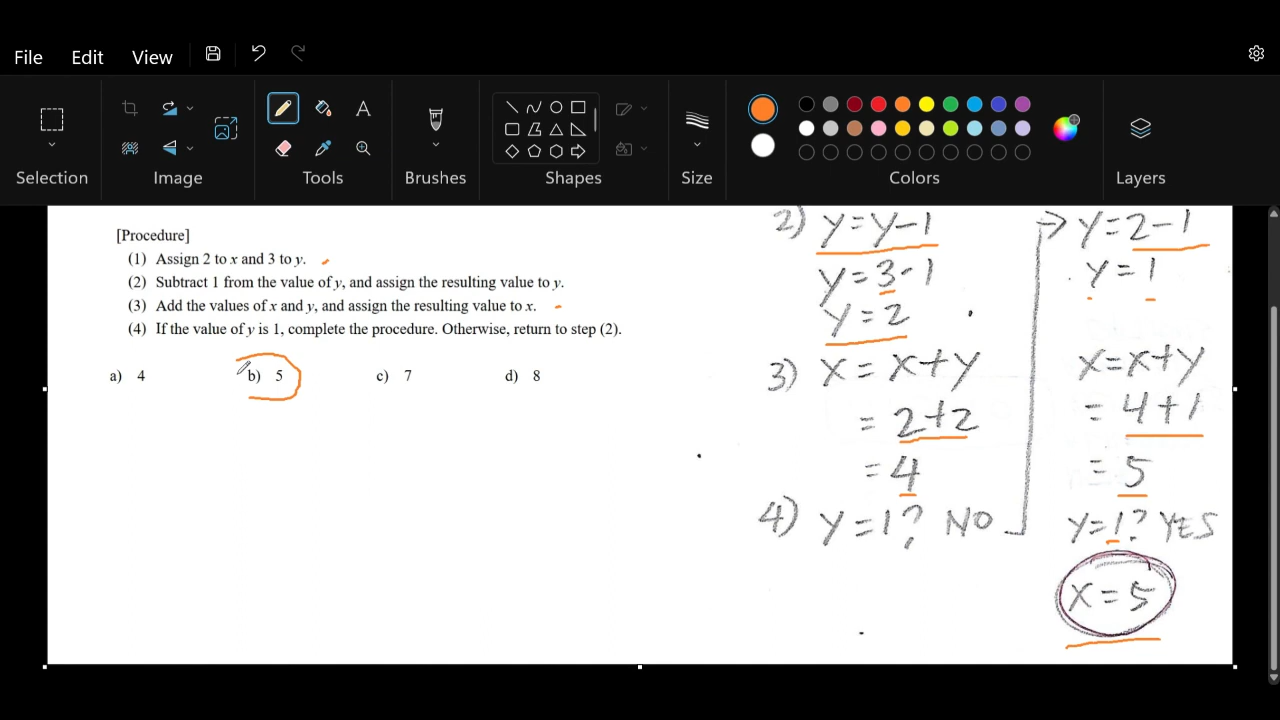 File Edit View
Selection Image Tools Brushes Shapes Size Colors Layers
[Procedure]
(1) Assign 2 to x and 3 to y.
(2) Subtract 1 from the value of y, and assign the resulting value to y.
(3) Add the values of x and y, and assign the resulting value to x.
(4) If the value of y is 1, complete the procedure. Otherwise, return to step (2).
a) 4 b) 5 c) 7 d) 8
2) y=y-1
y=3-1
y=2
3) x=x+y
=2+2
=4
4) y=1? NO
y=2-1
y=1
x=x+y
=4+1
=5
y=1? YES
x=5